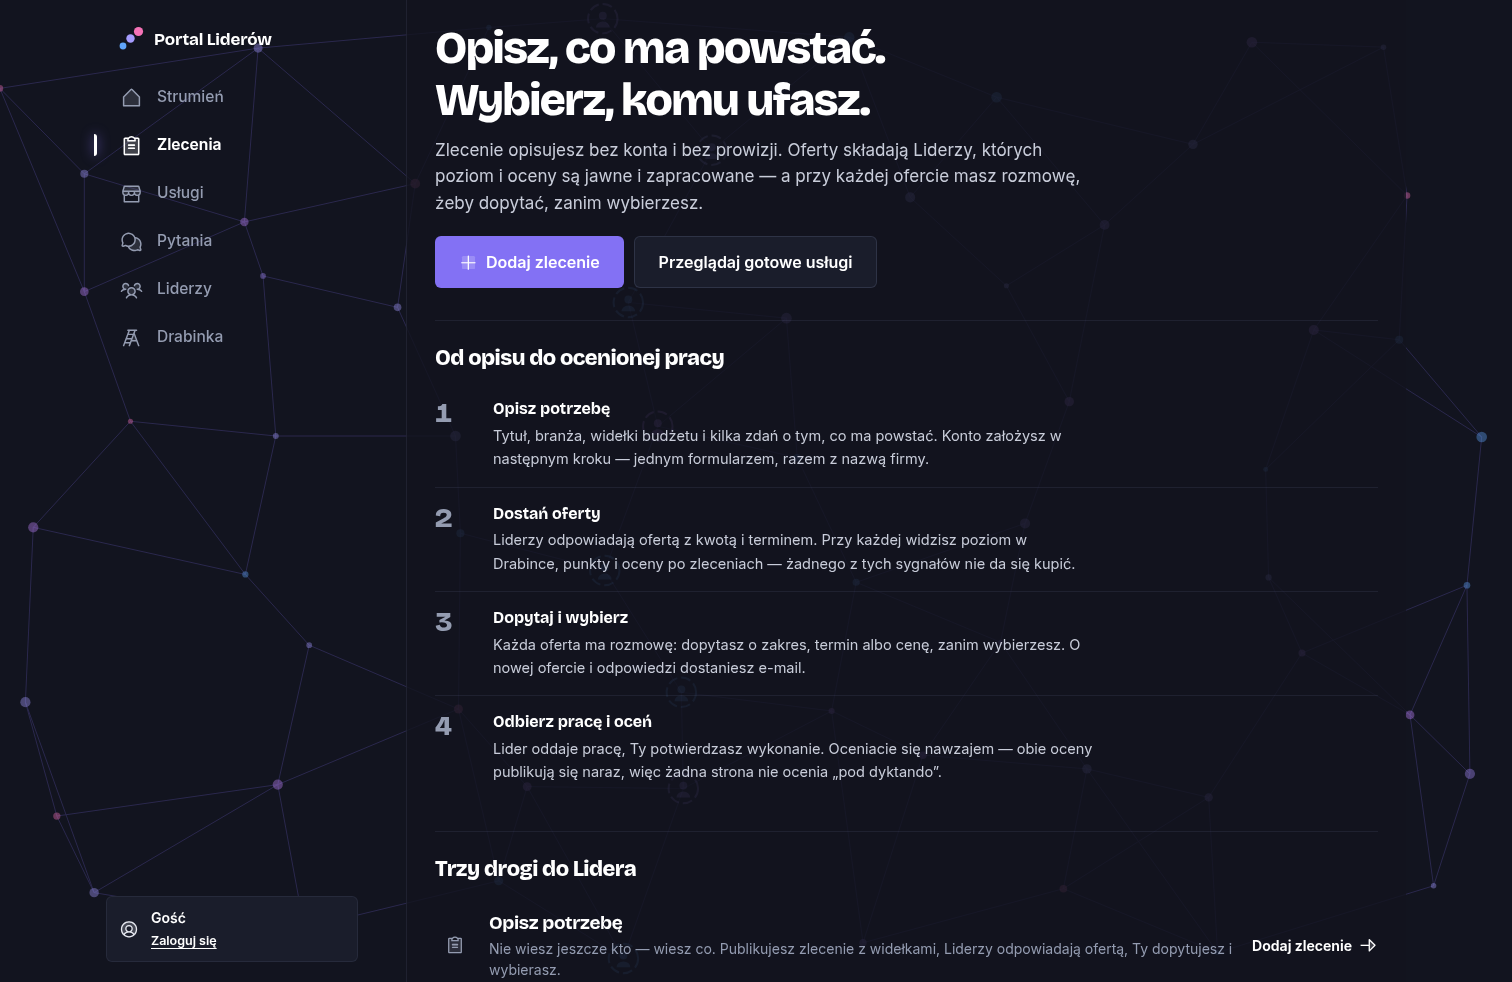 Portal Liderów
Strumień
Zlecenia
Usługi
Pytania
Liderzy
Drabinka
Gość
Zaloguj się
Opisz, co ma powstać.
Wybierz, komu ufasz.
Zlecenie opisujesz bez konta i bez prowizji. Oferty składają Liderzy, których
poziom i oceny są jawne i zapracowane — a przy każdej ofercie masz rozmowę,
żeby dopytać, zanim wybierzesz.
Dodaj zlecenie
Przeglądaj gotowe usługi
Od opisu do ocenionej pracy
1
Opisz potrzebę
Tytuł, branża, widełki budżetu i kilka zdań o tym, co ma powstać. Konto założysz w
następnym kroku — jednym formularzem, razem z nazwą firmy.
2
Dostań oferty
Liderzy odpowiadają ofertą z kwotą i terminem. Przy każdej widzisz poziom w
Drabince, punkty i oceny po zleceniach — żadnego z tych sygnałów nie da się kupić.
3
Dopytaj i wybierz
Każda oferta ma rozmowę: dopytasz o zakres, termin albo cenę, zanim wybierzesz. O
nowej ofercie i odpowiedzi dostaniesz e-mail.
4
Odbierz pracę i oceń
Lider oddaje pracę, Ty potwierdzasz wykonanie. Oceniacie się nawzajem — obie oceny
publikują się naraz, więc żadna strona nie ocenia „pod dyktando”.
Trzy drogi do Lidera
Opisz potrzebę
Nie wiesz jeszcze kto — wiesz co. Publikujesz zlecenie z widełkami, Liderzy odpowiadają ofertą, Ty dopytujesz i
wybierasz.
Dodaj zlecenie